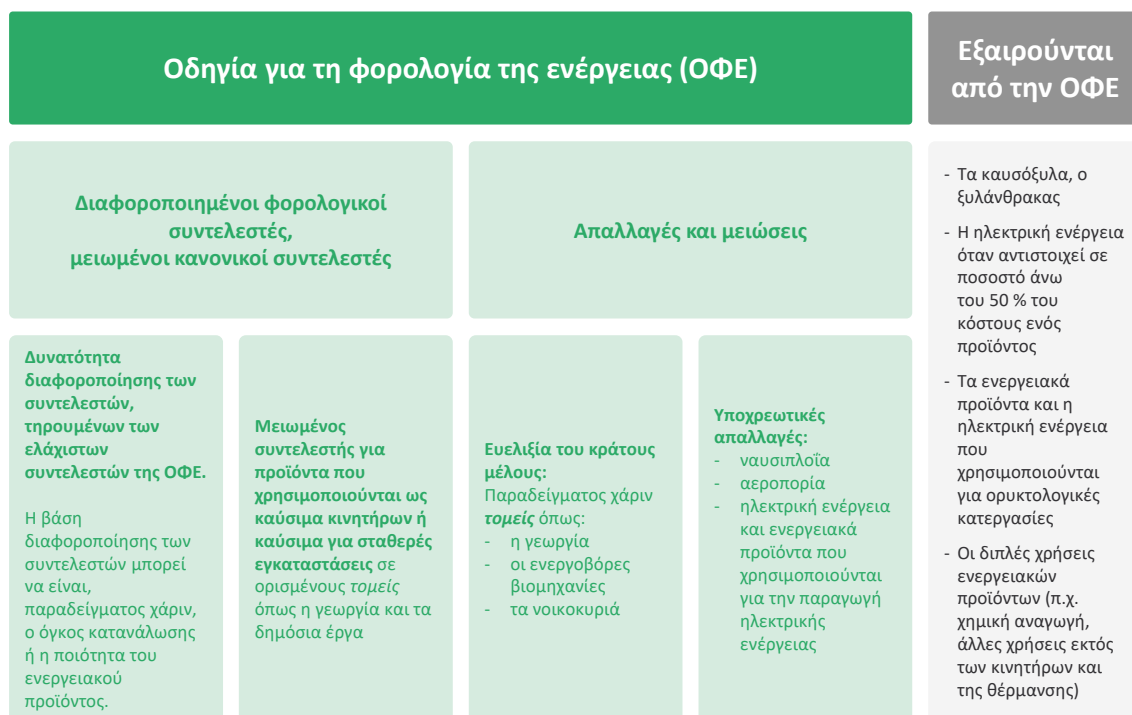 Οδηγία για τη φορολογία της ενέργειας (ΟΦΕ)
Εξαιρούνται
από την ΟΦΕ
Διαφοροποιημένοι φορολογικοί
συντελεστές,
μειωμένοι κανονικοί συντελεστές
Απαλλαγές και μειώσεις
Δυνατότητα
διαφοροποίησης των
συντελεστών,
τηρουμένων των
ελάχιστων
συντελεστών της ΟΦΕ.
Η βάση
διαφοροποίησης των
συντελεστών μπορεί
να είναι,
παραδείγματος χάριν,
ο όγκος κατανάλωσης
ή η ποιότητα του
ενεργειακού
προϊόντος.
Μειωμένος
συντελεστής για
προϊόντα που
χρησιμοποιούνται ως
καύσιμα κινητήρων ή
καύσιμα για σταθερές
εγκαταστάσεις σε
ορισμένους τομείς
όπως η γεωργία και τα
δημόσια έργα
Ευελιξία του κράτους
μέλους:
Παραδείγματος χάριν
τομείς όπως:
- η γεωργία
- οι ενεργοβόρες
βιομηχανίες
- τα νοικοκυριά
Υποχρεωτικές
απαλλαγές:
- ναυσιπλοΐα
- αεροπορία
- ηλεκτρική ενέργεια
και ενεργειακά
προϊόντα που
χρησιμοποιούνται
για την παραγωγή
ηλεκτρικής
ενέργειας
- Τα καυσόξυλα, ο
ξυλάνθρακας
- Η ηλεκτρική ενέργεια
όταν αντιστοιχεί σε
ποσοστό άνω
του 50 % του
κόστους ενός
προϊόντος
- Τα ενεργειακά
προϊόντα και η
ηλεκτρική ενέργεια
που
χρησιμοποιούνται
για ορυκτολογικές
κατεργασίες
- Οι διπλές χρήσεις
ενεργειακών
προϊόντων (π.χ.
χημική αναγωγή,
άλλες χρήσεις εκτός
των κινητήρων και
της θέρμανσης)